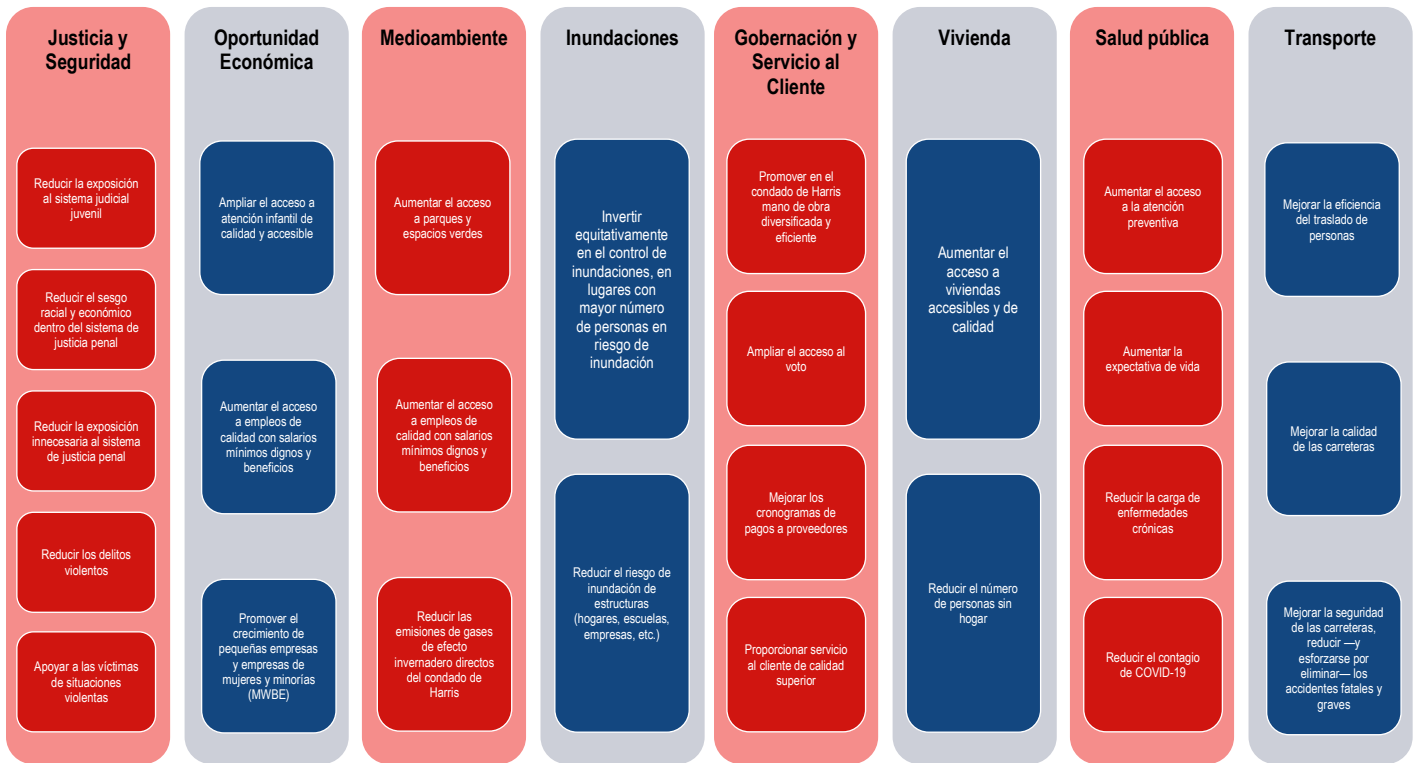 Justicia y
Seguridad
Reducir la exposición
al sistema judicial
juvenil
Reducir el sesgo
racial y económico
dentro del sistema de
justicia penal
Reducir la exposición
innecesaria al sistema
de justicia penal
Reducir los delitos
violentos
Apoyar a las víctimas
de situaciones
violentas
Oportunidad
Económica
Ampliar el acceso a
atención infantil de
calidad y accesible
Aumentar el acceso
a empleos de
calidad con salarios
mínimos dignos y
beneficios
Promover el
crecimiento de
pequeñas empresas
y empresas de
mujeres y minorías
(MWBE)
Medioambiente
Aumentar el acceso
a parques y
espacios verdes
Aumentar el acceso
a empleos de
calidad con salarios
mínimos dignos y
beneficios
Reducir las
emisiones de gases
de efecto
invernadero directos
del condado de
Harris
Inundaciones
Invertir
equitativamente
en el control de
inundaciones, en
lugares con
mayor número
de personas en
riesgo de
inundación
Reducir el riesgo de
inundación de
estructuras
(hogares, escuelas,
empresas, etc.)
Gobernación y
Servicio al
Cliente
Promover en el
condado de Harris
mano de obra
diversificada y
eficiente
Ampliar el acceso al
voto
Mejorar los
cronogramas de
pagos a proveedores
Proporcionar servicio
al cliente de calidad
superior
Vivienda
Aumentar el
acceso a
viviendas
accesibles y de
calidad
Reducir el número
de personas sin
hogar
Salud pública
Aumentar el acceso
a la atención
preventiva
Aumentar la
expectativa de vida
Reducir la carga de
enfermedades
crónicas
Reducir el contagio
de COVID-19
Transporte
Mejorar la eficiencia
del traslado de
personas
Mejorar la calidad
de las carreteras
Mejorar la seguridad
de las carreteras,
reducir —y
esforzarse por
eliminar— los
accidentes fatales y
graves